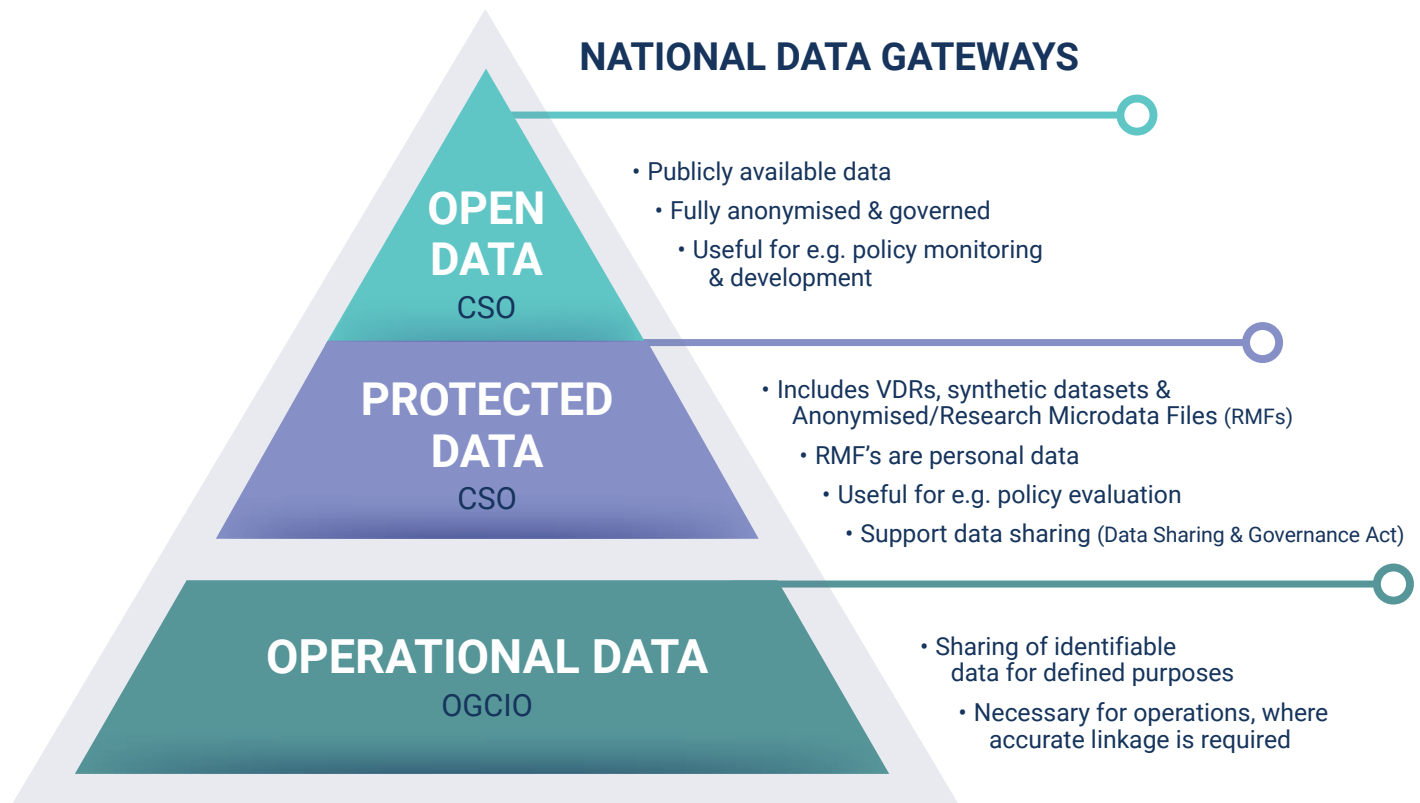 NATIONAL DATA GATEWAYS
OPEN
DATA
CSO
• Publicly available data
• Fully anonymised & governed
• Useful for e.g. policy monitoring
& development
PROTECTED
DATA
CSO
• Includes VDRs, synthetic datasets &
Anonymised/Research Microdata Files (RMFs)
• RMF's are personal data
• Useful for e.g. policy evaluation
• Support data sharing (Data Sharing & Governance Act)
OPERATIONAL DATA
OGCIO
• Sharing of identifiable
data for defined purposes
• Necessary for operations, where
accurate linkage is required